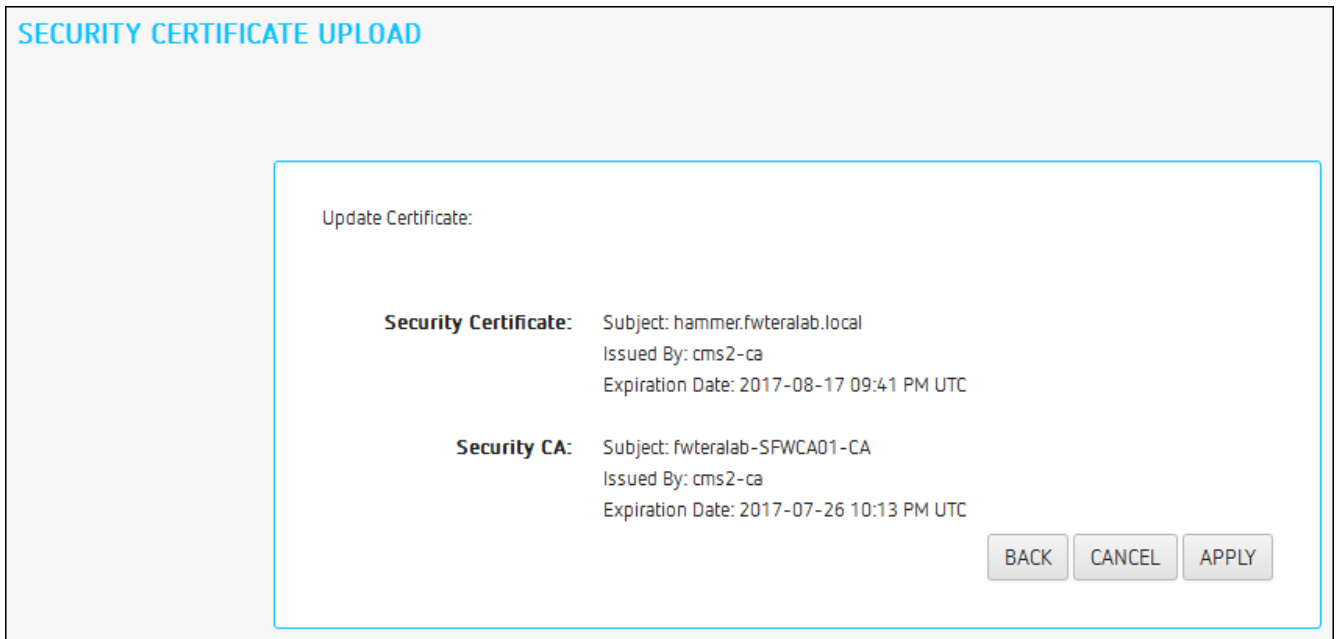 SECURITY CERTIFICATE UPLOAD
Update Certificate:
Security Certificate: Subject: hammer.fwteralab.local
Issued By: cms2-ca
Expiration Date: 2017-08-17 09:41 PM UTC
Security CA: Subject: fwteralab-SFWCA01-CA
Issued By: cms2-ca
Expiration Date: 2017-07-26 10:13 PM UTC
BACK CANCEL APPLY